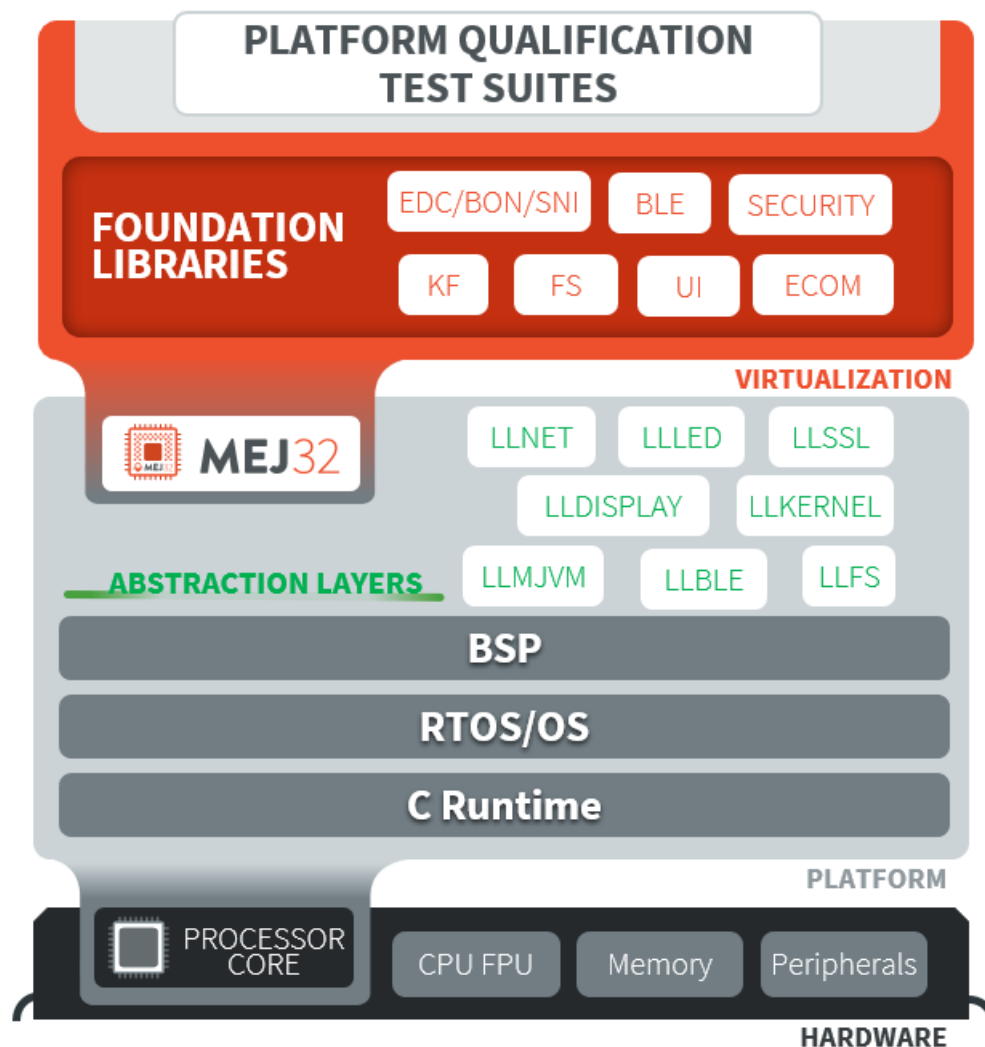 PLATFORM QUALIFICATION
TEST SUITES
FOUNDATION
LIBRARIES
EDC/BON/SNI
BLE
SECURITY
KF
FS
UI
ECOM
VIRTUALIZATION
MEJ32
MEJ32
LLNET
LLLED
LLSSL
LLDISPLAY
LLKERNEL
ABSTRACTION LAYERS
LLMJVM
LLBLE
LLFS
BSP
RTOS/OS
C Runtime
PLATFORM
PROCESSOR
CORE
CPU FPU
Memory
Peripherals
HARDWARE